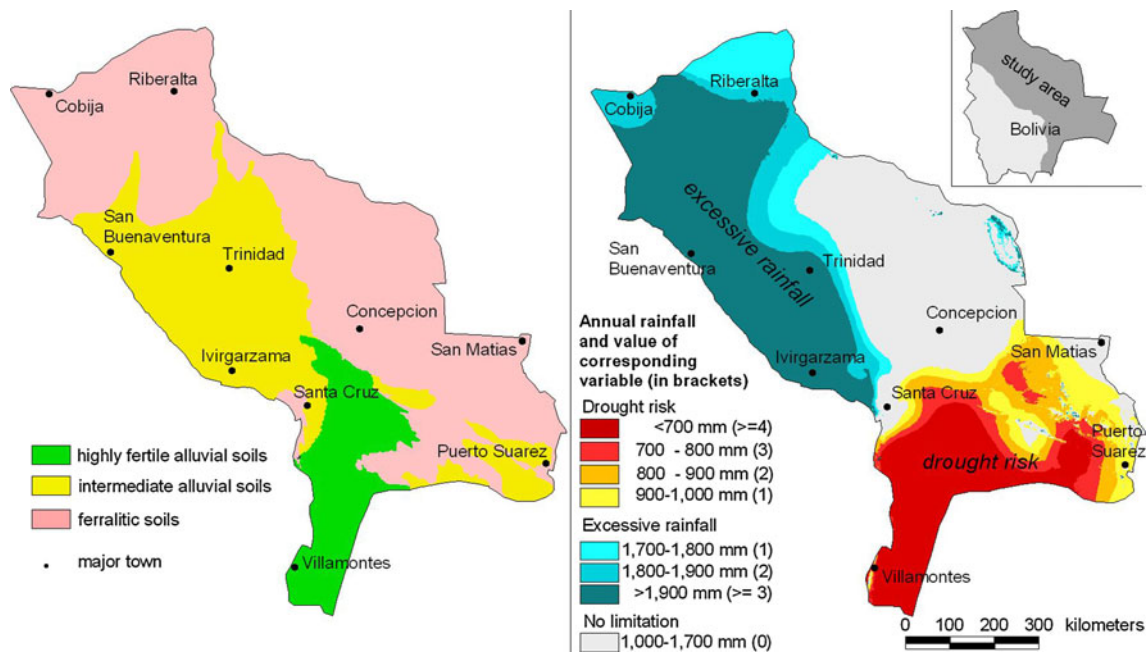 Riberalta
Cobija
San
Buenaventura
Trinidad
Concepcion
San Matias
Ivirgarzama
Santa Cruz
Puerto Suarez
Villamontes
highly fertile alluvial soils
intermediate alluvial soils
ferralitic soils
major town
Riberalta
Cobija
excessive rainfall
San
Buenaventura
Trinidad
Concepcion
San Matias
Ivirgarzama
Santa Cruz
Puerto
Suarez
drought risk
Villamontes
study area
Bolivia
Annual rainfall
and value of
corresponding
variable (in brackets)
Drought risk
<700 mm (>=4)
700 - 800 mm (3)
800 - 900 mm (2)
900-1,000 mm (1)
Excessive rainfall
1,700-1,800 mm (1)
1,800-1,900 mm (2)
>1,900 mm (>= 3)
No limitation
1,000-1,700 mm (0)
kilometers
0 100 200 300